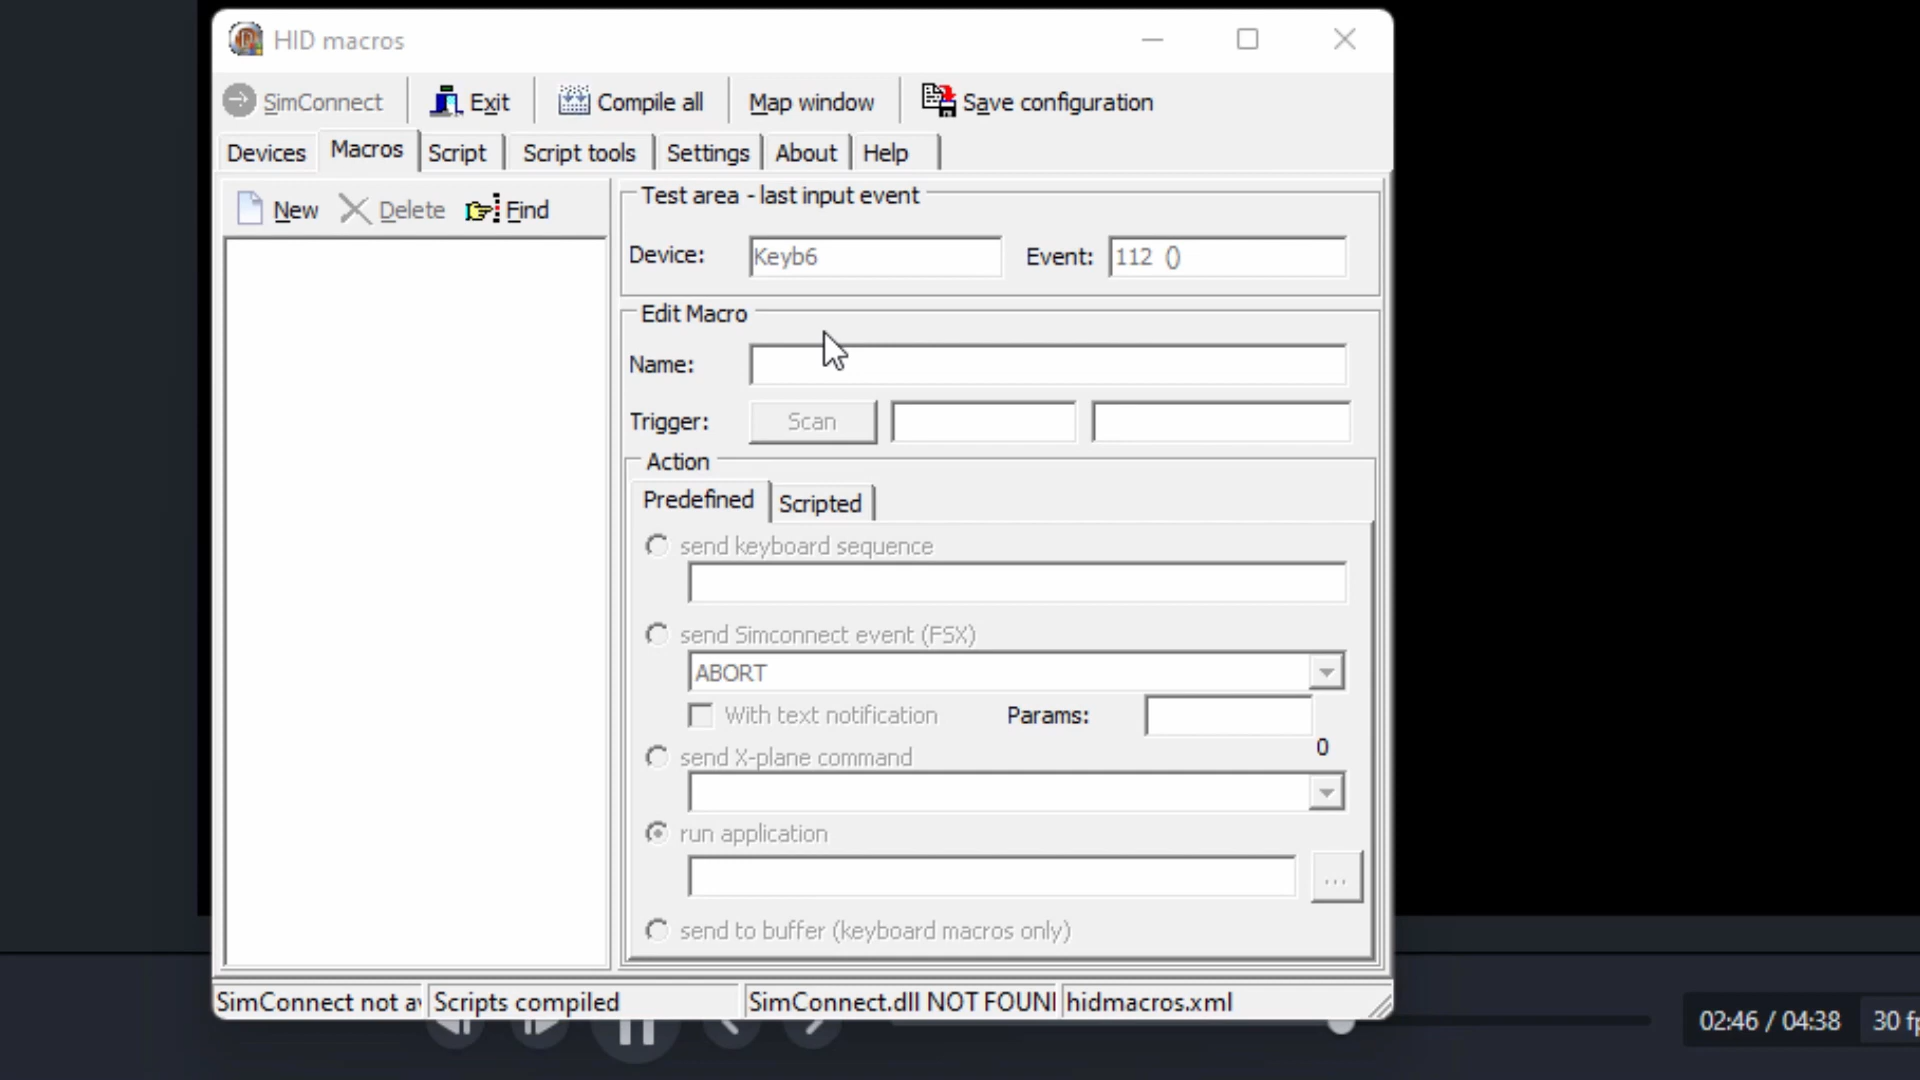 HID macros
SimConnect Exit Compile all Map window Save configuration
Devices Macros Script Script tools Settings About Help
New Delete Find
Test area - last input event
Device: Keyb6 Event: 112 ()
Edit Macro
Name:
Trigger: Scan
Action
Predefined Scripted
send keyboard sequence
send Simconnect event (FSX)
ABORT
With text notification Params:
0
send X-plane command
run application
...
send to buffer (keyboard macros only)
SimConnect not av Scripts compiled SimConnect.dll NOT FOUN hidmacros.xml
02:46 / 04:38 30 fp